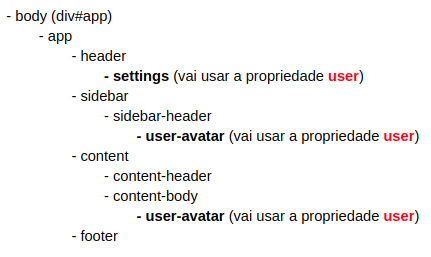 - body (div#app)
- app
- header
- settings (vai usar a propriedade user)
- sidebar
- sidebar-header
- user-avatar (vai usar a propriedade user)
- content
- content-header
- content-body
- user-avatar (vai usar a propriedade user)
- footer